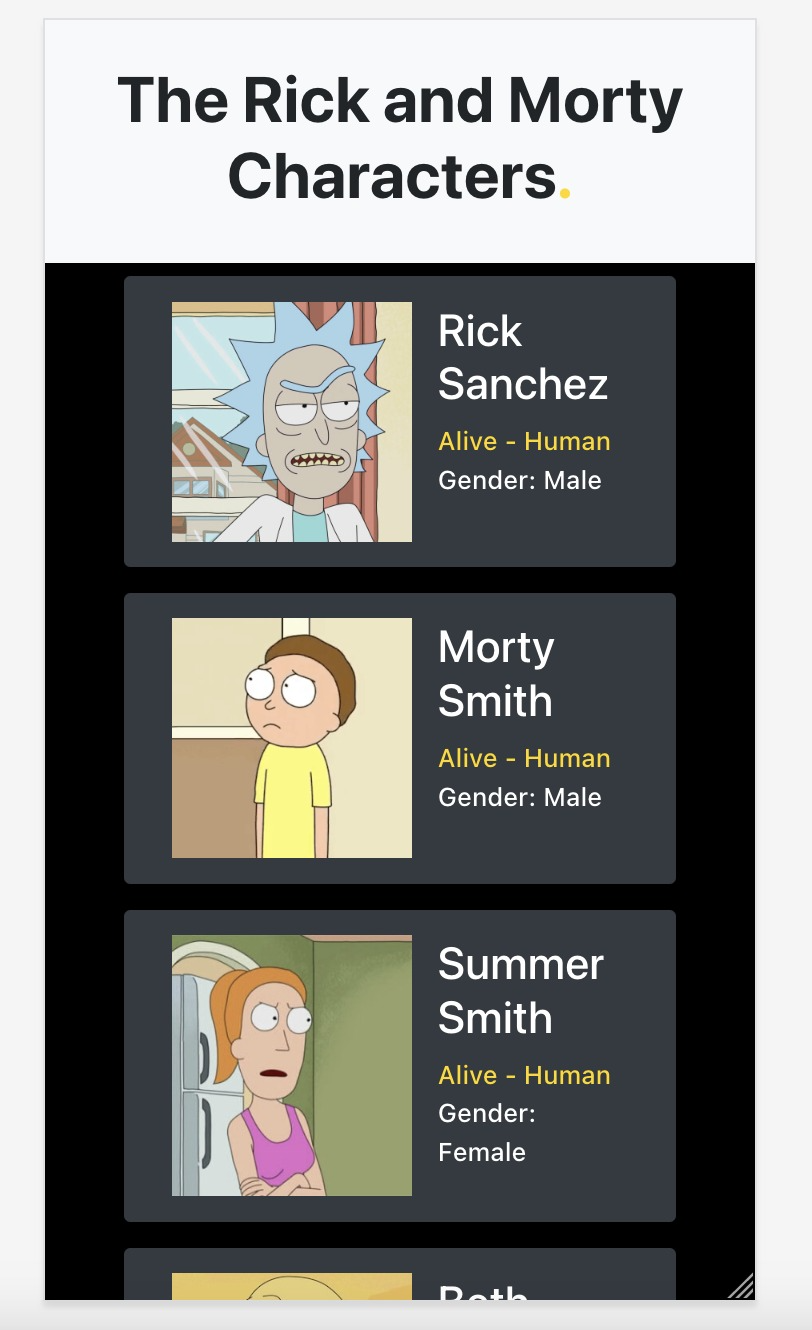 The Rick and Morty
Characters.
Rick
Sanchez
Alive - Human
Gender: Male
Morty
Smith
Alive - Human
Gender: Male
Summer
Smith
Alive - Human
Gender:
Female
Beth